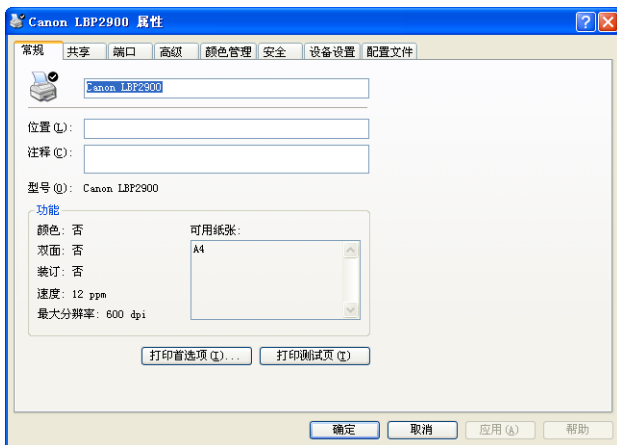 Canon LBP2900 属性
常规 共享 端口 高级 颜色管理 安全 设备设置 配置文件
Canon LBP2900
位置(L):
注释(C):
型号(O): Canon LBP2900
功能
颜色: 否 可用纸张:
双面: 否 A4
装订: 否
速度: 12 ppm
最大分辨率: 600 dpi
打印首选项(I)... 打印测试页(T)
确定 取消 应用(A) 帮助